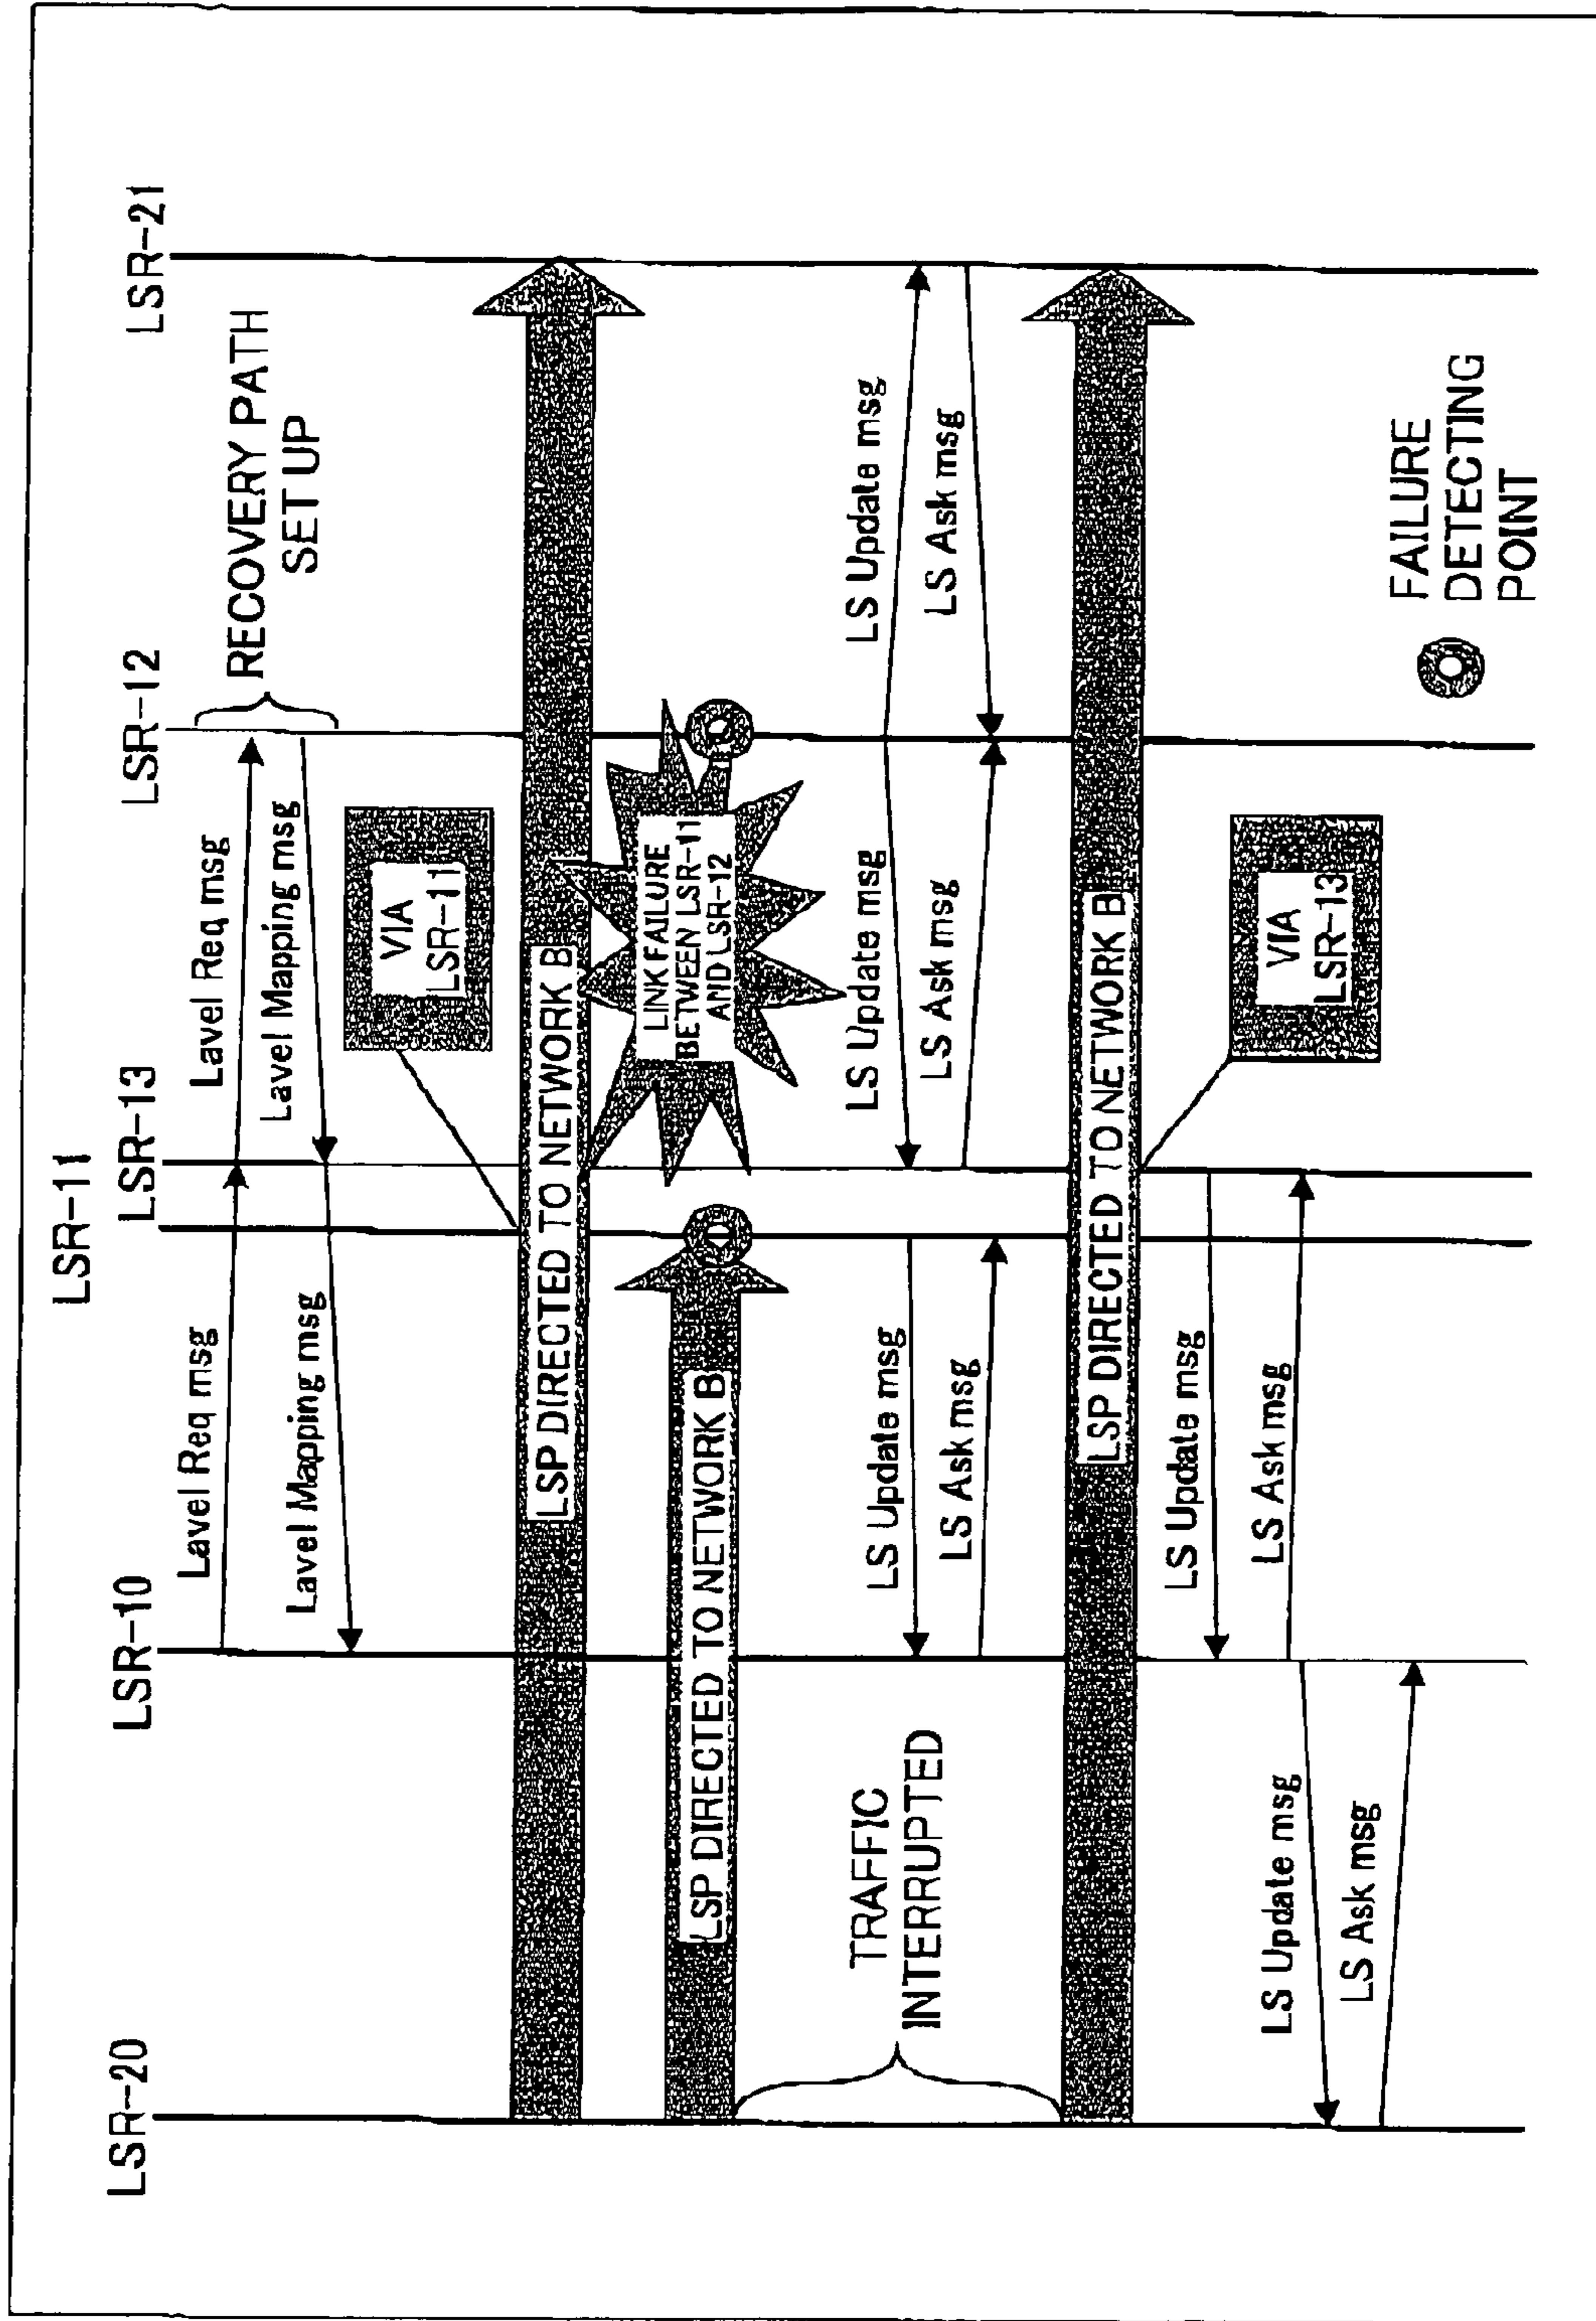 LSR-11
LSR-20
LSR-10
LSR-13
LSR-12
LSR-21
Lavel Req msg
Lavel Req msg
RECOVERY PATH
SET UP
Lavel Mapping msg
Lavel Mapping msg
VIA
LSR-11
LSP DIRECTED TO NETWORK B
LINK FAILURE
BETWEEN LSR-11
AND LSR-12
LSP DIRECTED TO NETWORK B
TRAFFIC
INTERRUPTED
LS Update msg
LS Update msg
LS Update msg
LS Ask msg
LS Ask msg
LS Ask msg
LSP DIRECTED TO NETWORK B
LS Update msg
LS Ask msg
VIA
LSR-13
LS Update msg
LS Ask msg
FAILURE
DETECTING
POINT